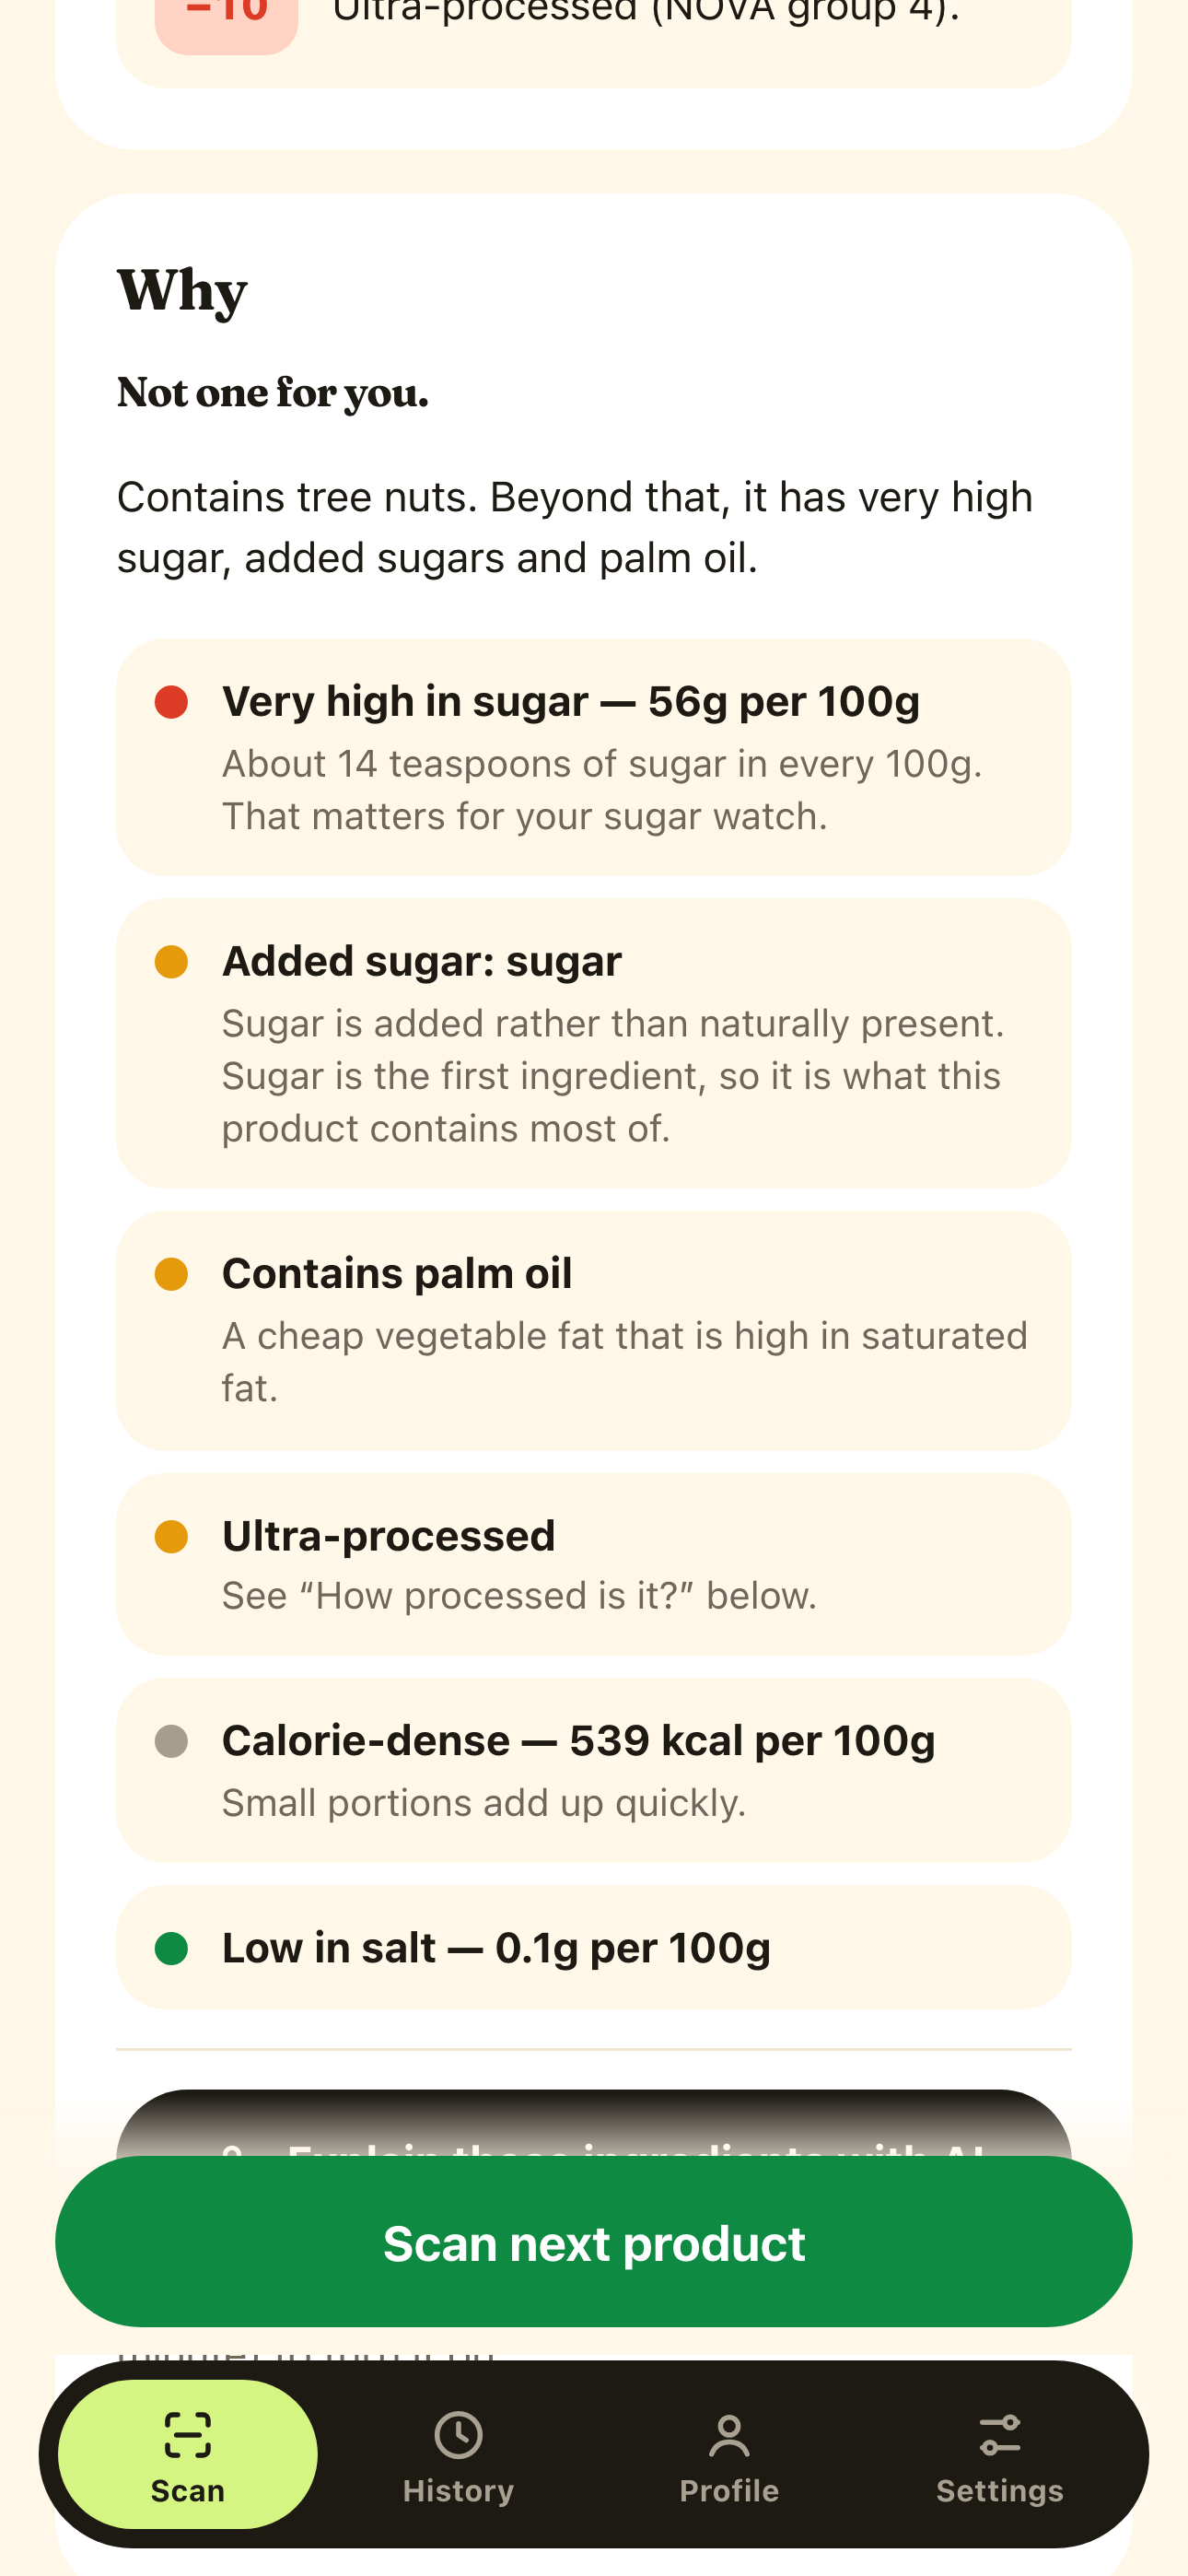 −10 Ultra-processed (NOVA group 4).
Why
Not one for you.
Contains tree nuts. Beyond that, it has very high
sugar, added sugars and palm oil.
Very high in sugar — 56g per 100g
About 14 teaspoons of sugar in every 100g.
That matters for your sugar watch.
Added sugar: sugar
Sugar is added rather than naturally present.
Sugar is the first ingredient, so it is what this
product contains most of.
Contains palm oil
A cheap vegetable fat that is high in saturated
fat.
Ultra-processed
See “How processed is it?” below.
Calorie-dense — 539 kcal per 100g
Small portions add up quickly.
Low in salt — 0.1g per 100g
Explain these ingredients with AI
Scan next product
Scan
History
Profile
Settings